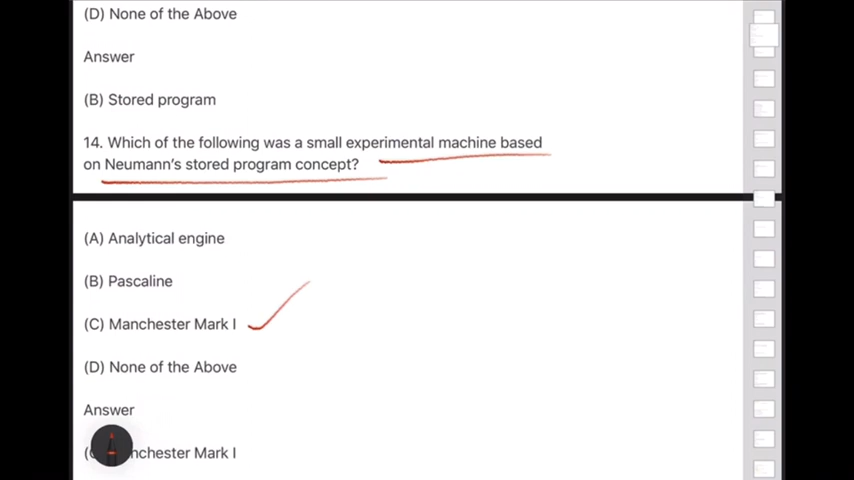 (D) None of the Above
Answer
(B) Stored program
14. Which of the following was a small experimental machine based
on Neumann's stored program concept?
(A) Analytical engine
(B) Pascaline
(C) Manchester Mark I
(D) None of the Above
Answer
nchester Mark I